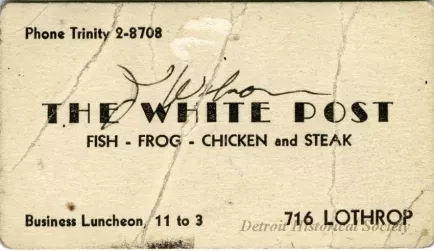 Phone Trinity 2-8708
THE WHITE POST
FISH - FROG - CHICKEN and STEAK
Business Luncheon, 11 to 3
716 LOTHROP
Detroit Historical Society